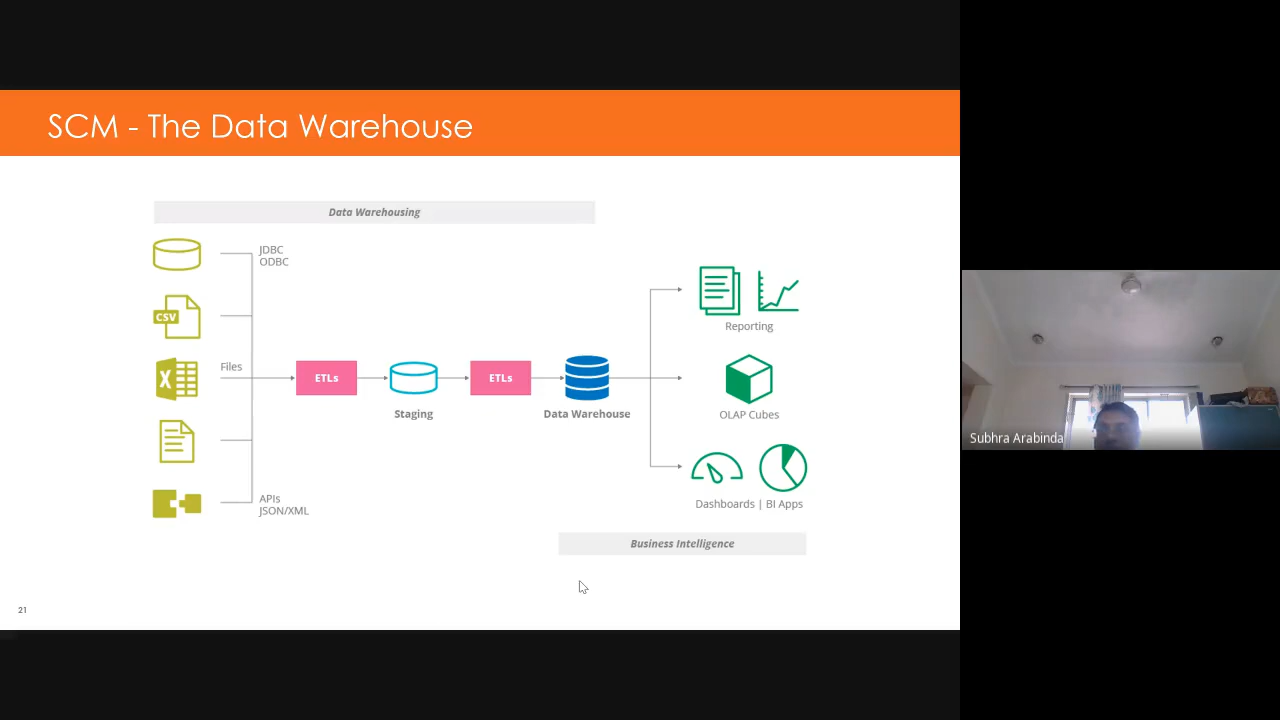 SCM - The Data Warehouse
Data Warehousing
JDBC
ODBC
CSV
Files
X
ETLs
ETLs
Staging
Data Warehouse
Reporting
OLAP Cubes
Dashboards | BI Apps
APIs
JSON/XML
Business Intelligence
21
Subhra Arabinda